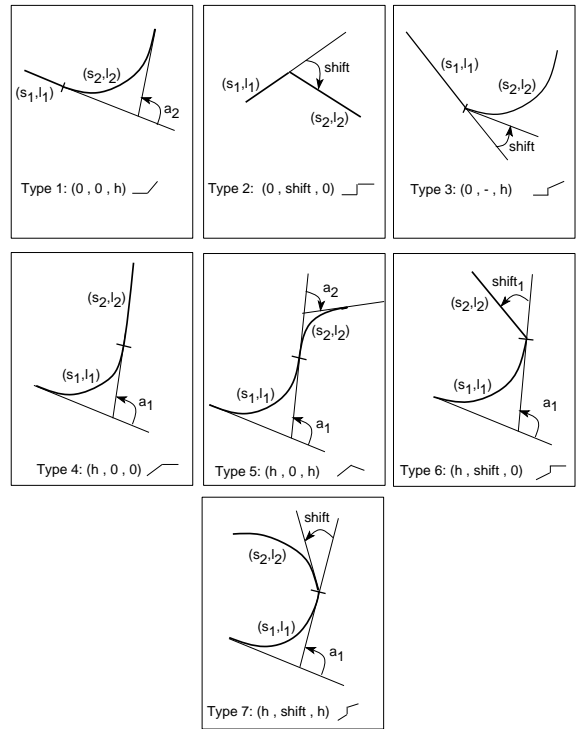 (s1,l1)
(s2,l2)
a2
Type 1: (0 , 0 , h)
(s1,l1)
shift
(s2,l2)
Type 2: (0 , shift , 0)
(s1,l1)
(s2,l2)
shift
Type 3: (0 , - , h)
(s2,l2)
(s1,l1)
a1
Type 4: (h , 0 , 0)
a2
(s2,l2)
(s1,l1)
a1
Type 5: (h , 0 , h)
shift1
(s2,l2)
(s1,l1)
a1
Type 6: (h , shift , 0)
shift
(s2,l2)
(s1,l1)
a1
Type 7: (h , shift , h)